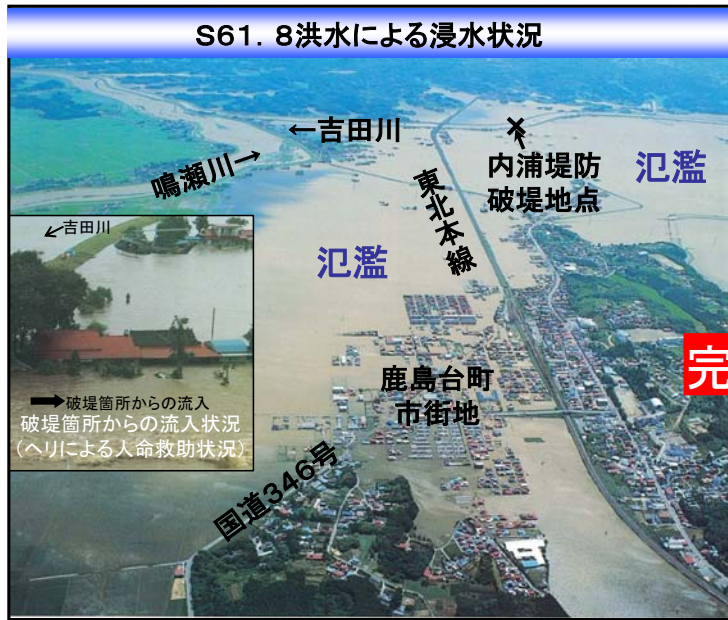 S61．8洪水による浸水状況
←吉田川
鳴瀬川→
内浦堤防
破堤地点
氾濫
東北本線
氾濫
←吉田川
➡破堤箇所からの流入
破堤箇所からの流入状況
（ヘリによる人命救助状況）
鹿島台町
市街地
国道346号
完